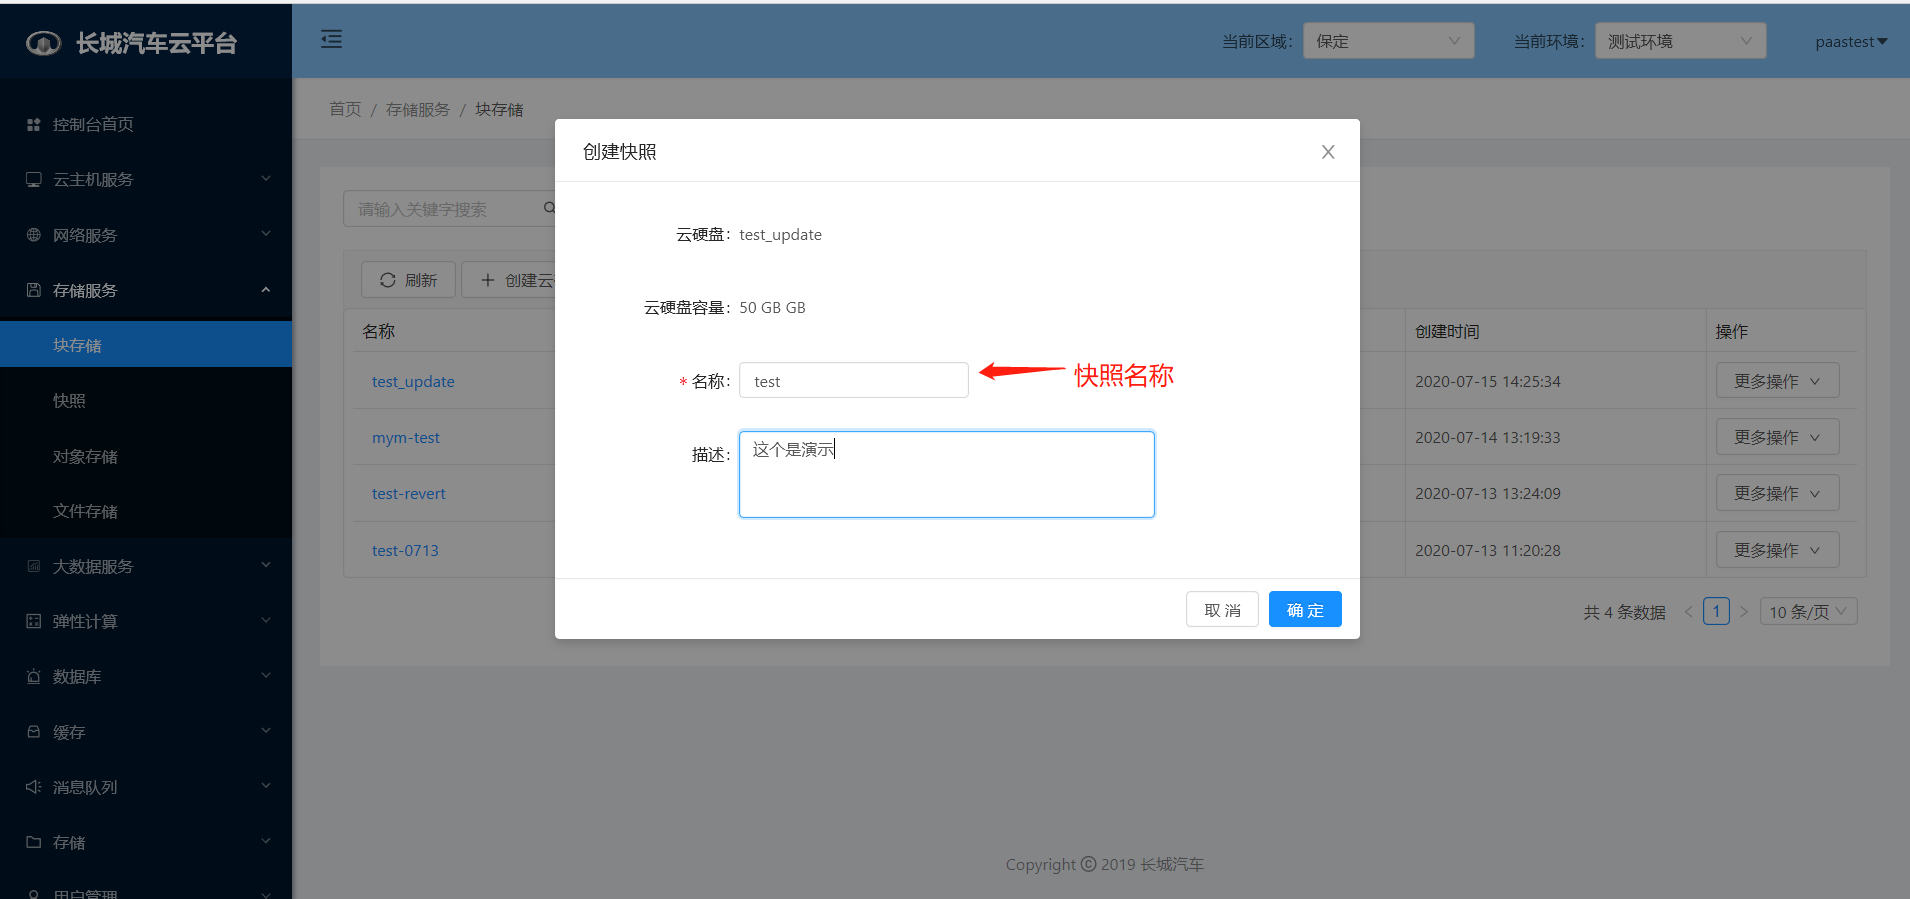 长城汽车云平台
当前区域： 保定 当前环境： 测试环境 paastest
首页 / 存储服务 / 块存储
控制台首页
云主机服务
网络服务
存储服务
块存储
快照
对象存储
文件存储
大数据服务
弹性计算
数据库
缓存
消息队列
存储
用户管理
请输入关键字搜索
刷新 + 创建云
名称 创建时间 操作
test_update 2020-07-15 14:25:34 更多操作
mym-test 2020-07-14 13:19:33 更多操作
test-revert 2020-07-13 13:24:09 更多操作
test-0713 2020-07-13 11:20:28 更多操作
共 4 条数据 < 1 > 10 条/页
创建快照 X
云硬盘： test_update
云硬盘容量： 50 GB GB
* 名称： test
快照名称
描述： 这个是演示
取 消 确 定
Copyright © 2019 长城汽车